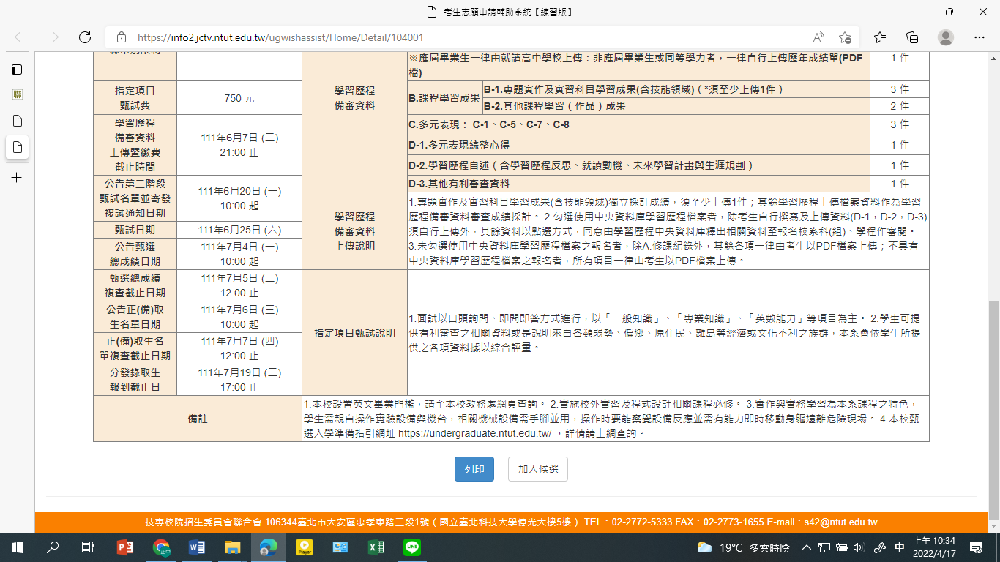 考生志願申請輔助系統【練習版】
https://info2.jctv.ntut.edu.tw/ugwishassist/Home/Detail/104001
※應屆畢業生一律由就讀高中學校上傳：非應屆畢業生或同等學力者，一律自行上傳歷年成績單(PDF
檔)
1 件
指定項目
甄試費
750 元
學習歷程
備審資料
上傳暨繳費
截止時間
111年6月7日 (二)
21:00 止
公告第二階段
甄試名單並寄發
複試通知日期
111年6月20日 (一)
10:00 起
甄試日期
111年6月25日 (六)
公告甄選
總成績日期
111年7月4日 (一)
10:00 起
甄選總成績
複查截止日期
111年7月5日 (二)
12:00 止
公告正(備)取
生名單日期
111年7月6日 (三)
10:00 起
正(備)取生名
單複查截止日期
111年7月7日 (四)
12:00 止
分發錄取生
報到截止日
111年7月19日 (二)
17:00 止
學習歷程
備審資料
B.課程學習成果
B-1.專題實作及實習科目學習成果(含技能領域)（*須至少上傳1件）
3 件
B-2.其他課程學習（作品）成果
2 件
C.多元表現： C-1、C-5、C-7、C-8
3 件
D-1.多元表現綜整心得
1 件
D-2.學習歷程自述（含學習歷程反思、就讀動機、未來學習計畫與生涯規劃）
1 件
D-3.其他有利審查資料
1 件
學習歷程
備審資料
上傳說明
1.專題實作及實習科目學習成果(含技能領域)獨立採計成績，須至少上傳1件；其餘學習歷程上傳檔案資料作為學習
歷程備審資料審查成績採計。 2.勾選使用中央資料庫學習歷程檔案者，除考生自行撰寫及上傳資料(D-1，D-2，D-3)
須自行上傳外，其餘資料以點選方式，同意由學習歷程中央資料庫釋出相關資料至報名校系科(組)、學程作審閱。
3.未勾選使用中央資料庫學習歷程檔案之報名者，除A.修課紀錄外，其餘各項一律由考生以PDF檔案上傳；不具有
中央資料庫學習歷程檔案之報名者，所有項目一律由考生以PDF檔案上傳。
指定項目甄試說明
1.面試以口頭詢問、即問即答方式進行，以「一般知識」、「專業知識」、「英數能力」等項目為主。 2.學生可提
供有利審查之相關資料或是說明來自各類弱勢、偏鄉、原住民、離島等經濟或文化不利之族群，本系會依學生所提
供之各項資料據以綜合評量。
備註
1.本校設置英文畢業門檻，請至本校教務處網頁查詢。 2.實施校外實習及程式設計相關課程必修。 3.實作與實務學習為本系課程之特色，
學生需親自操作實驗設備與機台，相關機械設備需手腳並用，操作時要能察覺設備反應並需有能力即時移動身軀遠離危險現場。 4.本校甄
選入學準備指引網址 https://undergraduate.ntut.edu.tw/ ，詳情請上網查詢。
列印
加入候選
技專校院招生委員會聯合會 106344臺北市大安區忠孝東路三段1號（國立臺北科技大學億光大樓5樓） TEL：02-2772-5333 FAX：02-2773-1655 E-mail：s42@ntut.edu.tw
19°C 多雲時陰
中
上午 10:34
2022/4/17